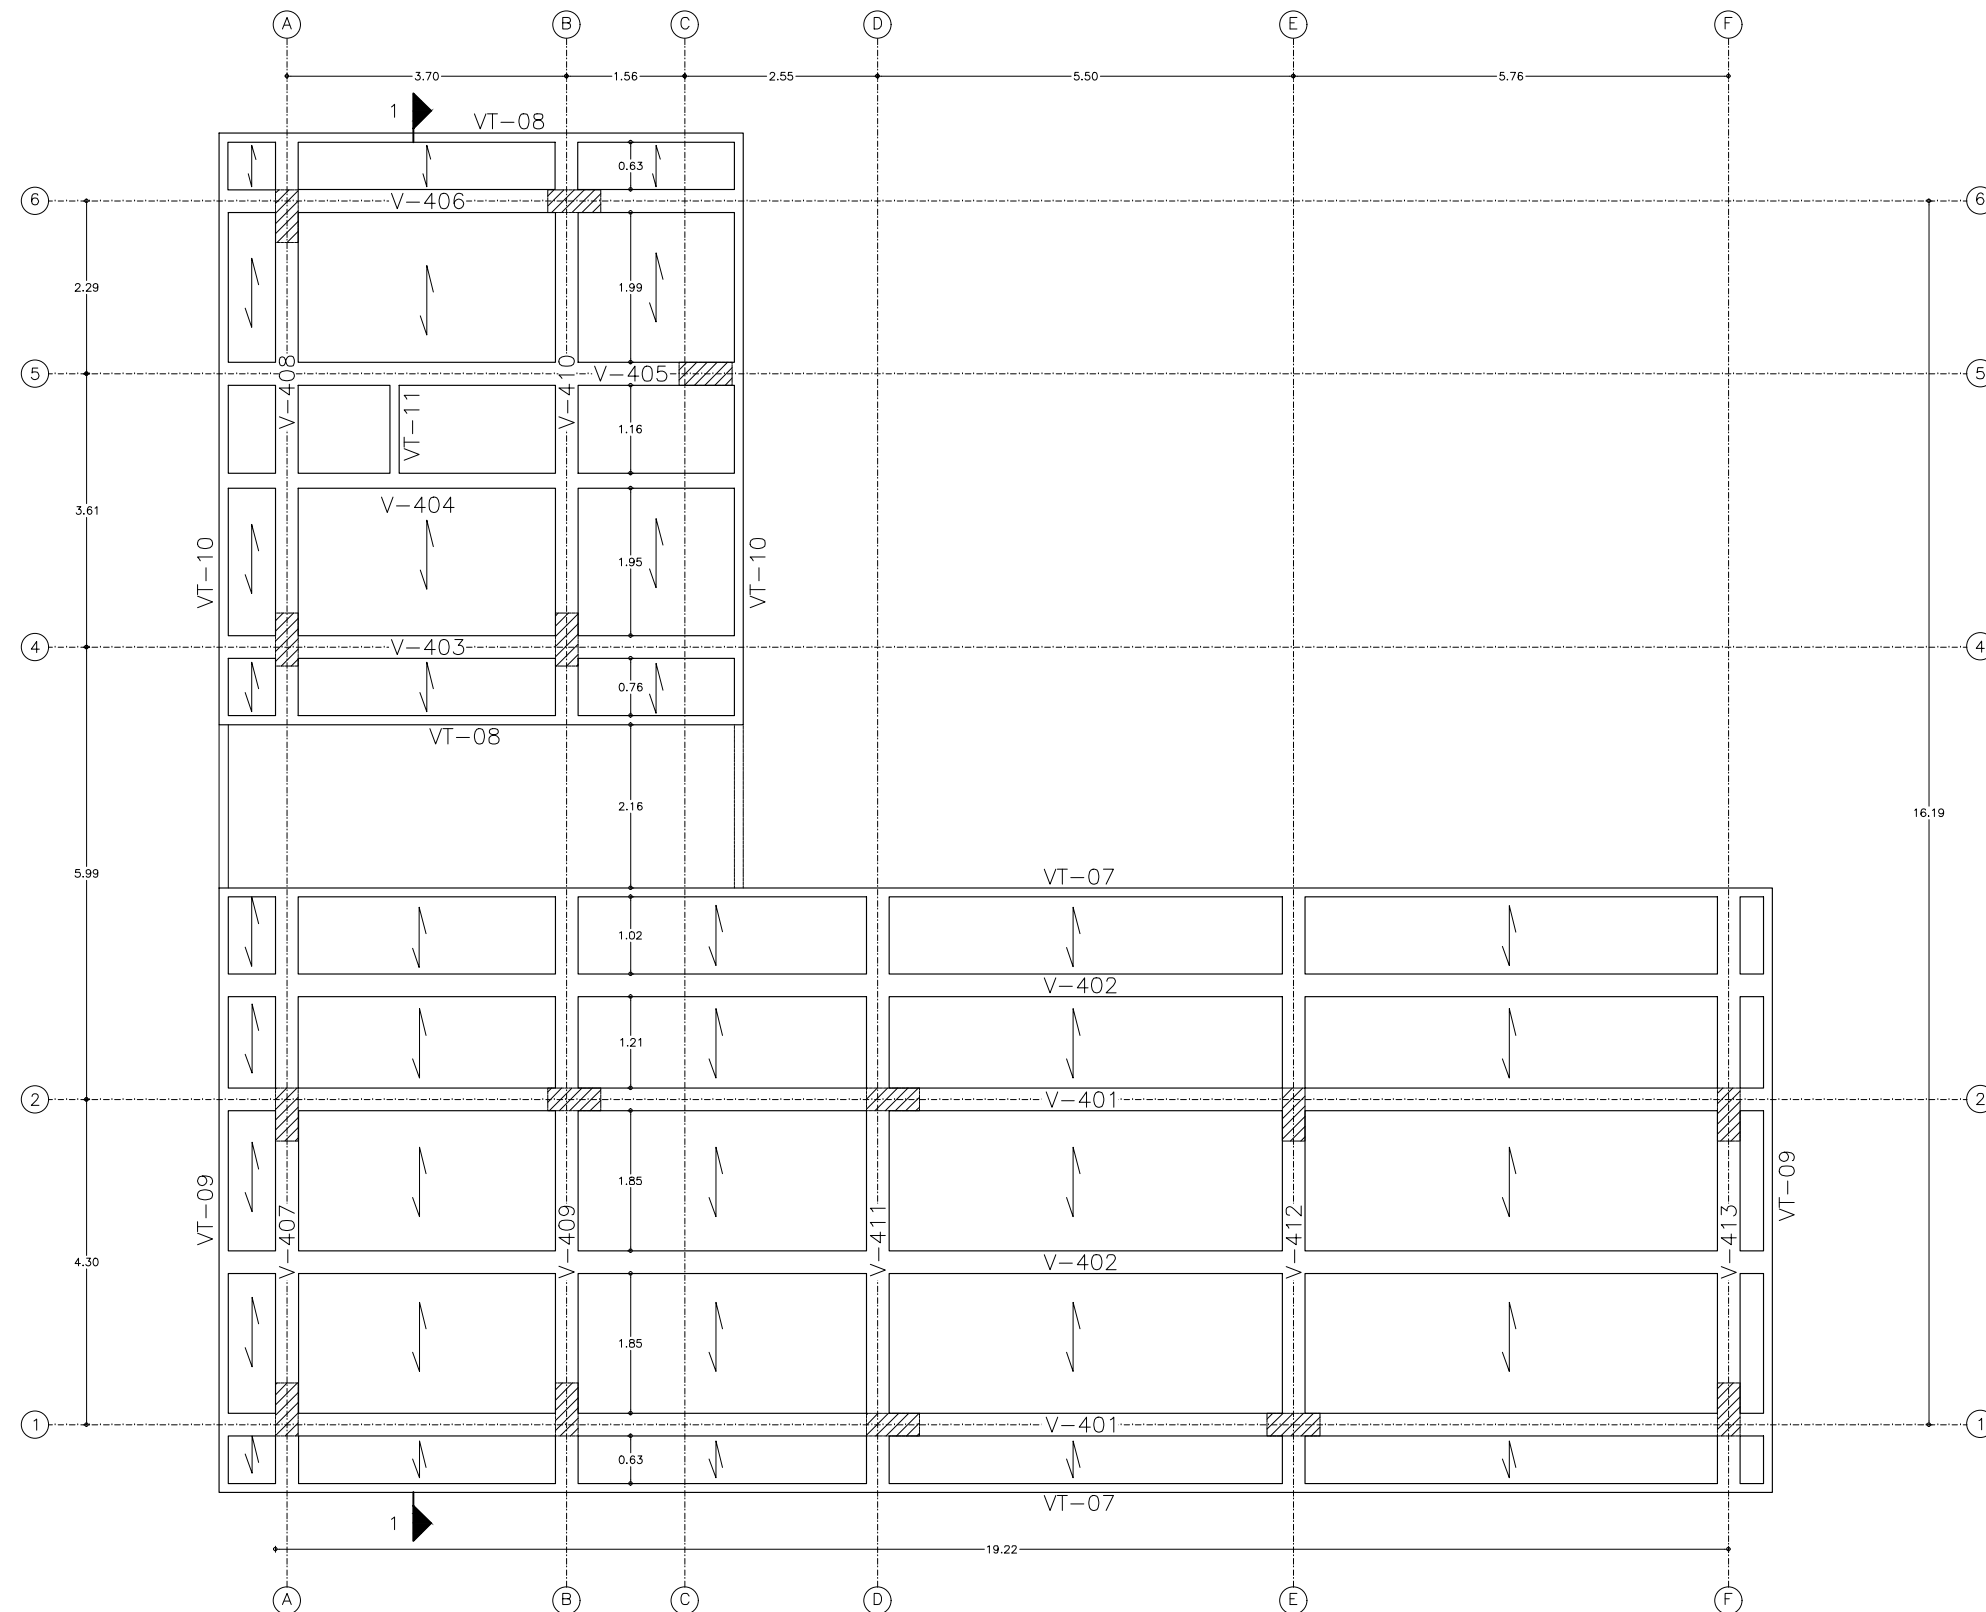 A B C D E F
3.70 1.56 2.55 5.50 5.76
1 VT-08
0.63
6 V-406 6
2.29 1.99
5 V-408 V-410 V-405 5
VT-11 1.16
3.61 V-404
VT-10 1.95 VT-10
4 V-403 4
0.76
VT-08
2.16 16.19
5.99 VT-07
1.02
V-402
1.21
2 V-401 2
1.85
VT-09 V-407 V-409 V-411 V-412 V-413 VT-09
4.30 V-402
1.85
1 V-401 1
0.63
VT-07
1
19.22
A B C D E F